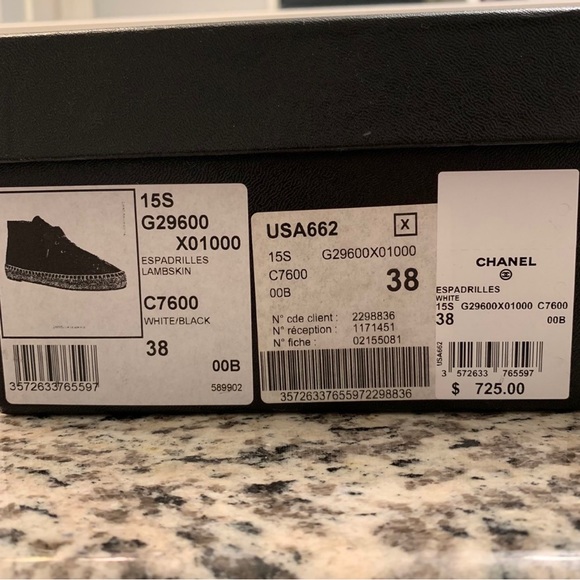 15S
G29600
X01000
ESPADRILLES
LAMBSKIN
C7600
WHITE/BLACK
38
00B
3572633765597
589902
USA662
X
15S G29600X01000
C7600
38
00B
N° cde client : 2298836
N° réception : 1171451
N° fiche : 02155081
35726337655972298836
CHANEL
ESPADRILLES
WHITE
15S G29600X01000 C7600
38 00B
USA662
3 572633 765597
$ 725.00